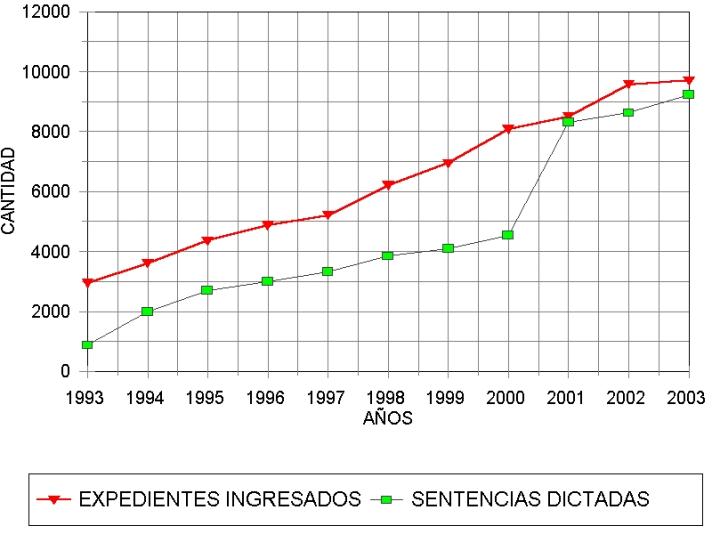 12000
10000
8000
6000
4000
2000
0
CANTIDAD
1993 1994 1995 1996 1997 1998 1999 2000 2001 2002 2003
AÑOS
EXPEDIENTES INGRESADOS SENTENCIAS DICTADAS